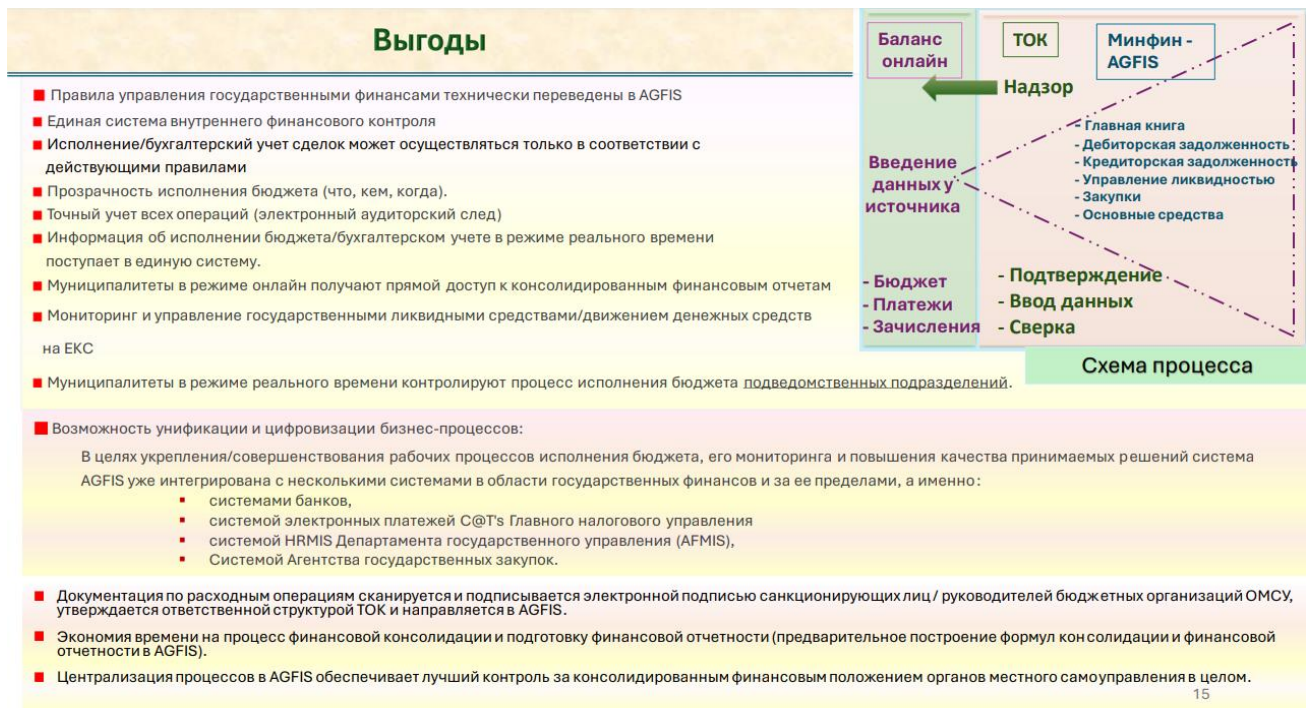 Выгоды
■ Правила управления государственными финансами технически переведены в AGFIS
■ Единая система внутреннего финансового контроля
■ Исполнение/бухгалтерский учет сделок может осуществляться только в соответствии с
действующими правилами
■ Прозрачность исполнения бюджета (что, кем, когда).
■ Точный учет всех операций (электронный аудиторский след)
■ Информация об исполнении бюджета/бухгалтерском учете в режиме реального времени
поступает в единую систему.
■ Муниципалитеты в режиме онлайн получают прямой доступ к консолидированным финансовым отчетам
■ Мониторинг и управление государственными ликвидными средствами/движением денежных средств
на ЕКС
■ Муниципалитеты в режиме реального времени контролируют процесс исполнения бюджета подведомственных подразделений.
Баланс
онлайн
ТОК
Минфин -
AGFIS
Надзор
- Главная книга
- Дебиторская задолженность
- Кредиторская задолженность
- Управление ликвидностью
- Закупки
- Основные средства
Введение
данных у
источника
- Бюджет
- Платежи
- Зачисления
- Подтверждение
- Ввод данных
- Сверка
Схема процесса
■ Возможность унификации и цифровизации бизнес-процессов:
В целях укрепления/совершенствования рабочих процессов исполнения бюджета, его мониторинга и повышения качества принимаемых решений система
AGFIS уже интегрирована с несколькими системами в области государственных финансов и за ее пределами, а именно:
▪ системами банков,
▪ системой электронных платежей C@T's Главного налогового управления
▪ системой HRMIS Департамента государственного управления (AFMIS),
▪ Системой Агентства государственных закупок.
■ Документация по расходным операциям сканируется и подписывается электронной подписью санкционирующих лиц / руководителей бюджетных организаций ОМСУ,
утверждается ответственной структурой ТОК и направляется в AGFIS.
■ Экономия времени на процесс финансовой консолидации и подготовку финансовой отчетности (предварительное построение формул консолидации и финансовой
отчетности в AGFIS).
■ Централизация процессов в AGFIS обеспечивает лучший контроль за консолидированным финансовым положением органов местного самоуправления в целом.
15